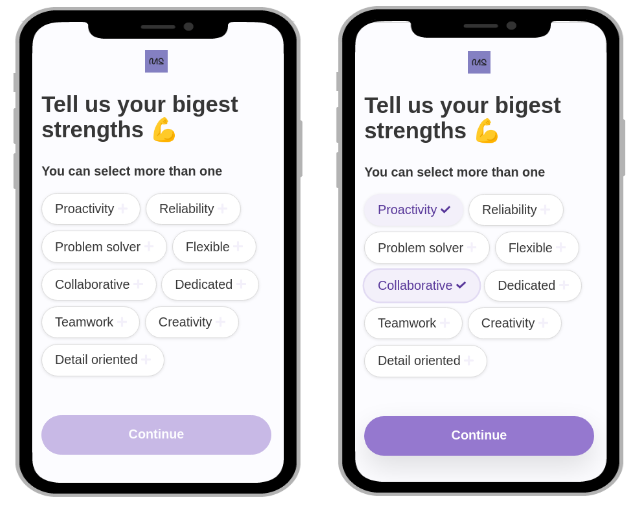 Tell us your bigest
strengths 💪
You can select more than one
Proactivity
Reliability
Problem solver
Flexible
Collaborative
Dedicated
Teamwork
Creativity
Detail oriented
Continue
Tell us your bigest
strengths 💪
You can select more than one
Proactivity
Reliability
Problem solver
Flexible
Collaborative
Dedicated
Teamwork
Creativity
Detail oriented
Continue